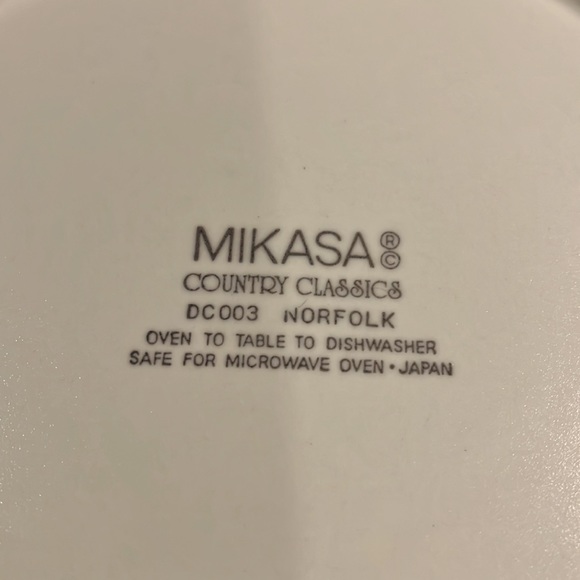 MIKASA ® ©
COUNTRY CLASSICS
DC003 NORFOLK
OVEN TO TABLE TO DISHWASHER
SAFE FOR MICROWAVE OVEN • JAPAN